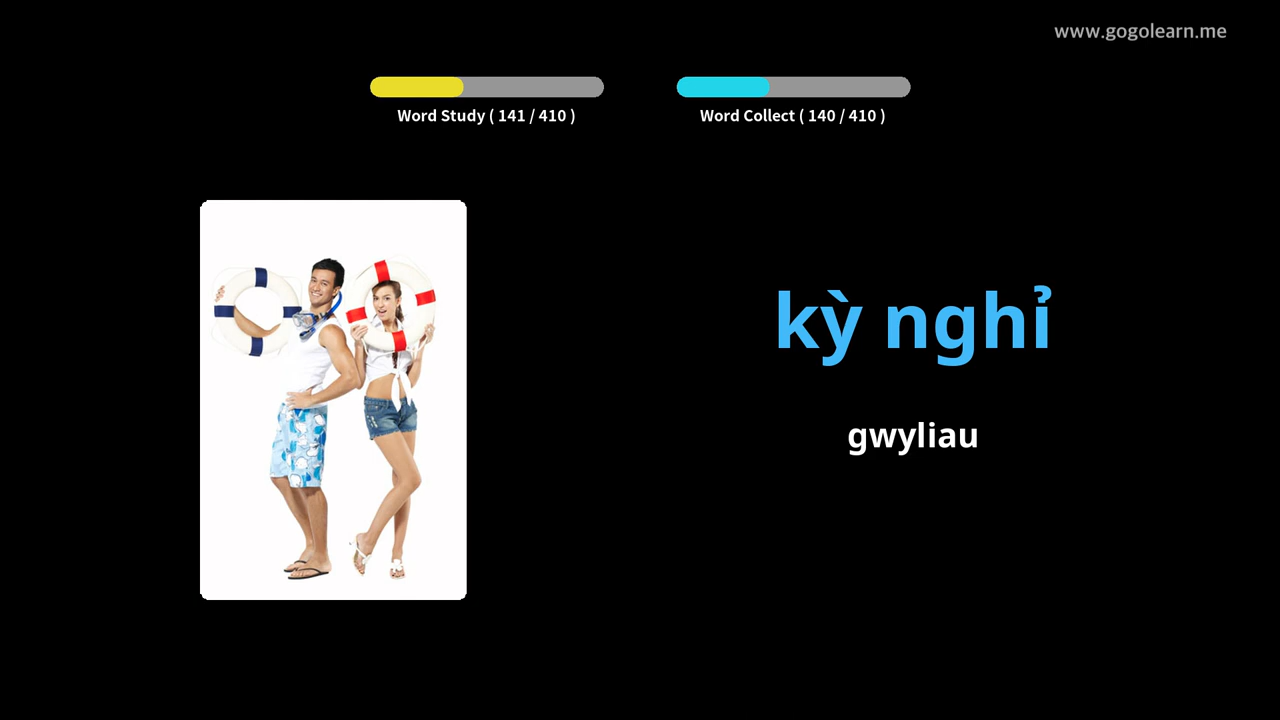 www.gogolearn.me
Word Study ( 141 / 410 )
Word Collect ( 140 / 410 )
kỳ nghỉ
gwyliau